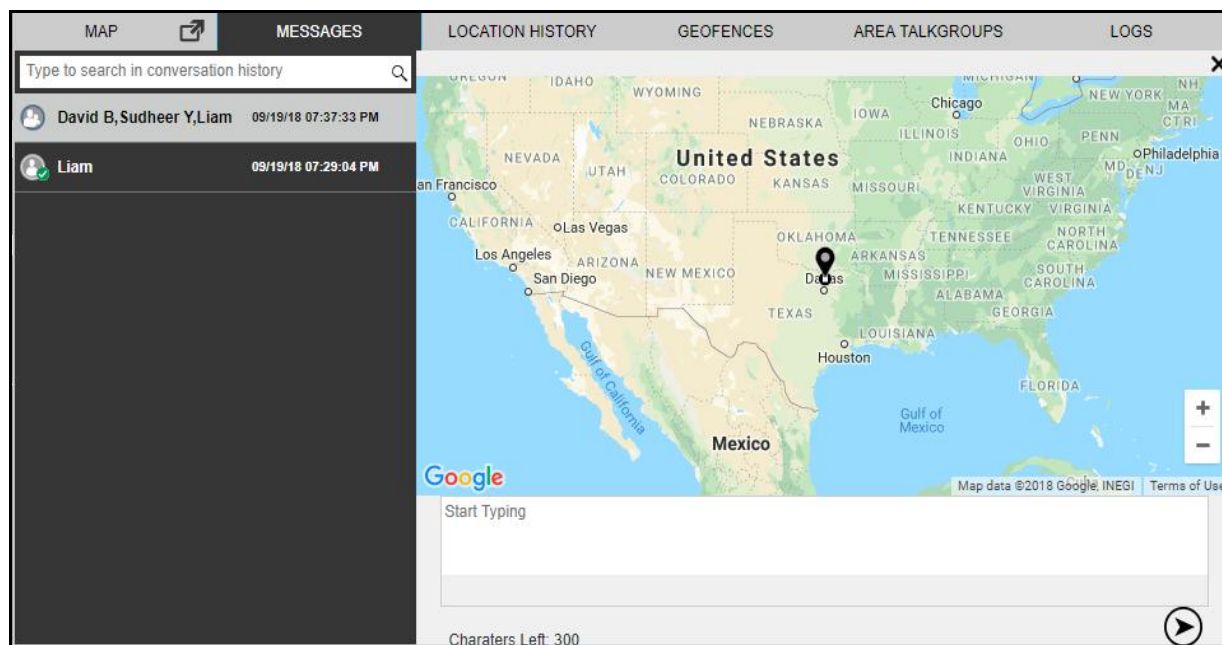 MAP
MESSAGES
LOCATION HISTORY
GEOFENCES
AREA TALKGROUPS
LOGS
Type to search in conversation history
David B,Sudheer Y,Liam 09/19/18 07:37:33 PM
Liam 09/19/18 07:29:04 PM
OREGON
IDAHO
WYOMING
MICHIGAN
NH
NEW YORK
MA
CT RI
Chicago
IOWA
NEBRASKA
ILLINOIS
OHIO
PENN
INDIANA
Philadelphia
NEVADA
UTAH
United States
COLORADO
KANSAS
MISSOURI
MD
DE NJ
WEST
VIRGINIA
an Francisco
KENTUCKY
VIRGINIA
CALIFORNIA
Las Vegas
OKLAHOMA
TENNESSEE
NORTH
CAROLINA
Los Angeles
ARIZONA
NEW MEXICO
ARKANSAS
San Diego
Dallas
MISSISSIPPI
SOUTH
CAROLINA
ALABAMA
TEXAS
GEORGIA
LOUISIANA
Houston
Gulf of California
FLORIDA
Gulf of
Mexico
Mexico
Google
Cuba
Map data ©2018 Google, INEGI
Terms of Use
Start Typing
Charaters Left: 300